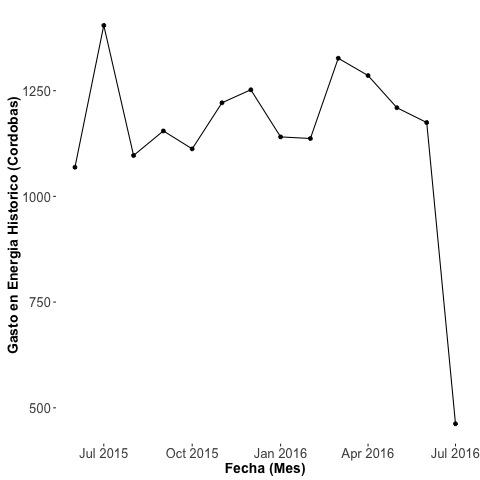 Gasto en Energia Historico (Cordobas)
1250
1000
750
500
Jul 2015 Oct 2015 Jan 2016 Apr 2016 Jul 2016
Fecha (Mes)